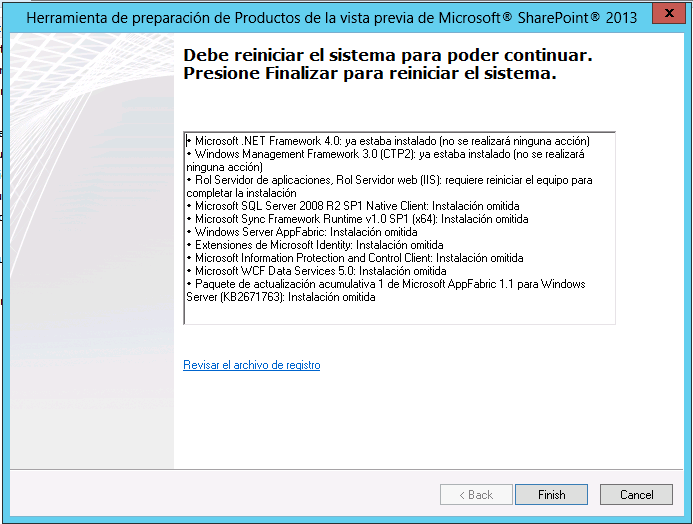 Herramienta de preparación de Productos de la vista previa de Microsoft® SharePoint® 2013
x
Debe reiniciar el sistema para poder continuar.
Presione Finalizar para reiniciar el sistema.
• Microsoft .NET Framework 4.0: ya estaba instalado (no se realizará ninguna acción)
• Windows Management Framework 3.0 (CTP2): ya estaba instalado (no se realizará
ninguna acción)
• Rol Servidor de aplicaciones, Rol Servidor web (IIS): requiere reiniciar el equipo para
completar la instalación
• Microsoft SQL Server 2008 R2 SP1 Native Client: Instalación omitida
• Microsoft Sync Framework Runtime v1.0 SP1 (x64): Instalación omitida
• Windows Server AppFabric: Instalación omitida
• Extensiones de Microsoft Identity: Instalación omitida
• Microsoft Information Protection and Control Client: Instalación omitida
• Microsoft WCF Data Services 5.0: Instalación omitida
• Paquete de actualización acumulativa 1 de Microsoft AppFabric 1.1 para Windows
Server (KB2671763): Instalación omitida
Revisar el archivo de registro
< Back
Finish
Cancel